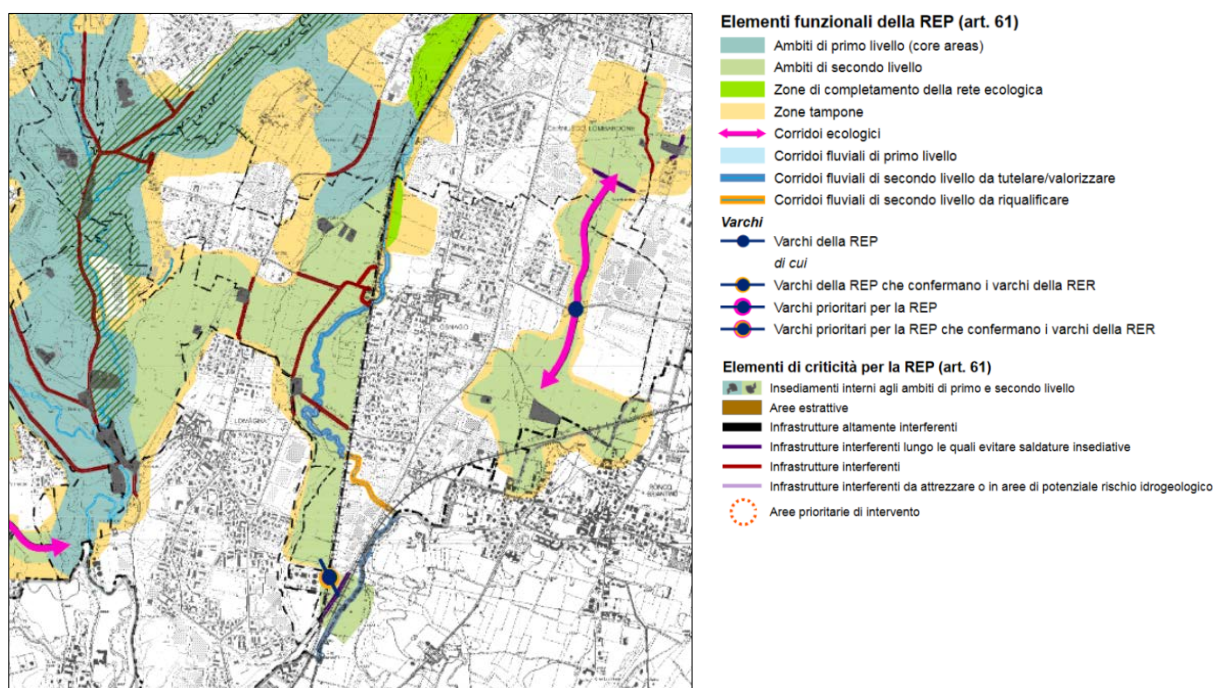 Elementi funzionali della REP (art. 61)
Ambiti di primo livello (core areas)
Ambiti di secondo livello
Zone di completamento della rete ecologica
Zone tampone
Corridoi ecologici
Corridoi fluviali di primo livello
Corridoi fluviali di secondo livello da tutelare/valorizzare
Corridoi fluviali di secondo livello da riqualificare
Varchi
Varchi della REP
di cui
Varchi della REP che confermano i varchi della RER
Varchi prioritari per la REP
Varchi prioritari per la REP che confermano i varchi della RER
Elementi di criticità per la REP (art. 61)
Insediamenti interni agli ambiti di primo e secondo livello
Aree estrattive
Infrastrutture altamente interferenti
Infrastrutture interferenti lungo le quali evitare saldature insediative
Infrastrutture interferenti
Infrastrutture interferenti da attrezzare o in aree di potenziale rischio idrogeologico
Aree prioritarie di intervento
LOMAGNA
OSNAGO
RONCO